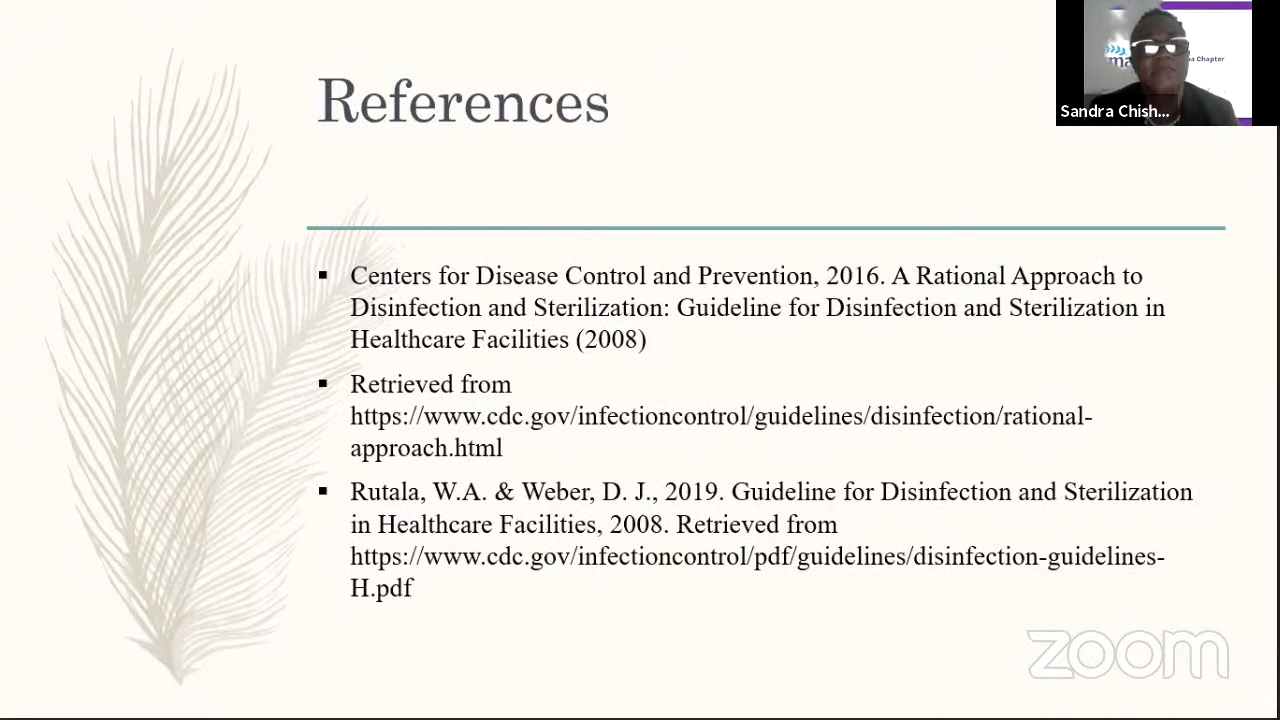 References
Centers for Disease Control and Prevention, 2016. A Rational Approach to
Disinfection and Sterilization: Guideline for Disinfection and Sterilization in
Healthcare Facilities (2008)
Retrieved from
https://www.cdc.gov/infectioncontrol/guidelines/disinfection/rational-
approach.html
Rutala, W.A. & Weber, D. J., 2019. Guideline for Disinfection and Sterilization
in Healthcare Facilities, 2008. Retrieved from
https://www.cdc.gov/infectioncontrol/pdf/guidelines/disinfection-guidelines-
H.pdf
Chapter
Sandra Chish...
zoom